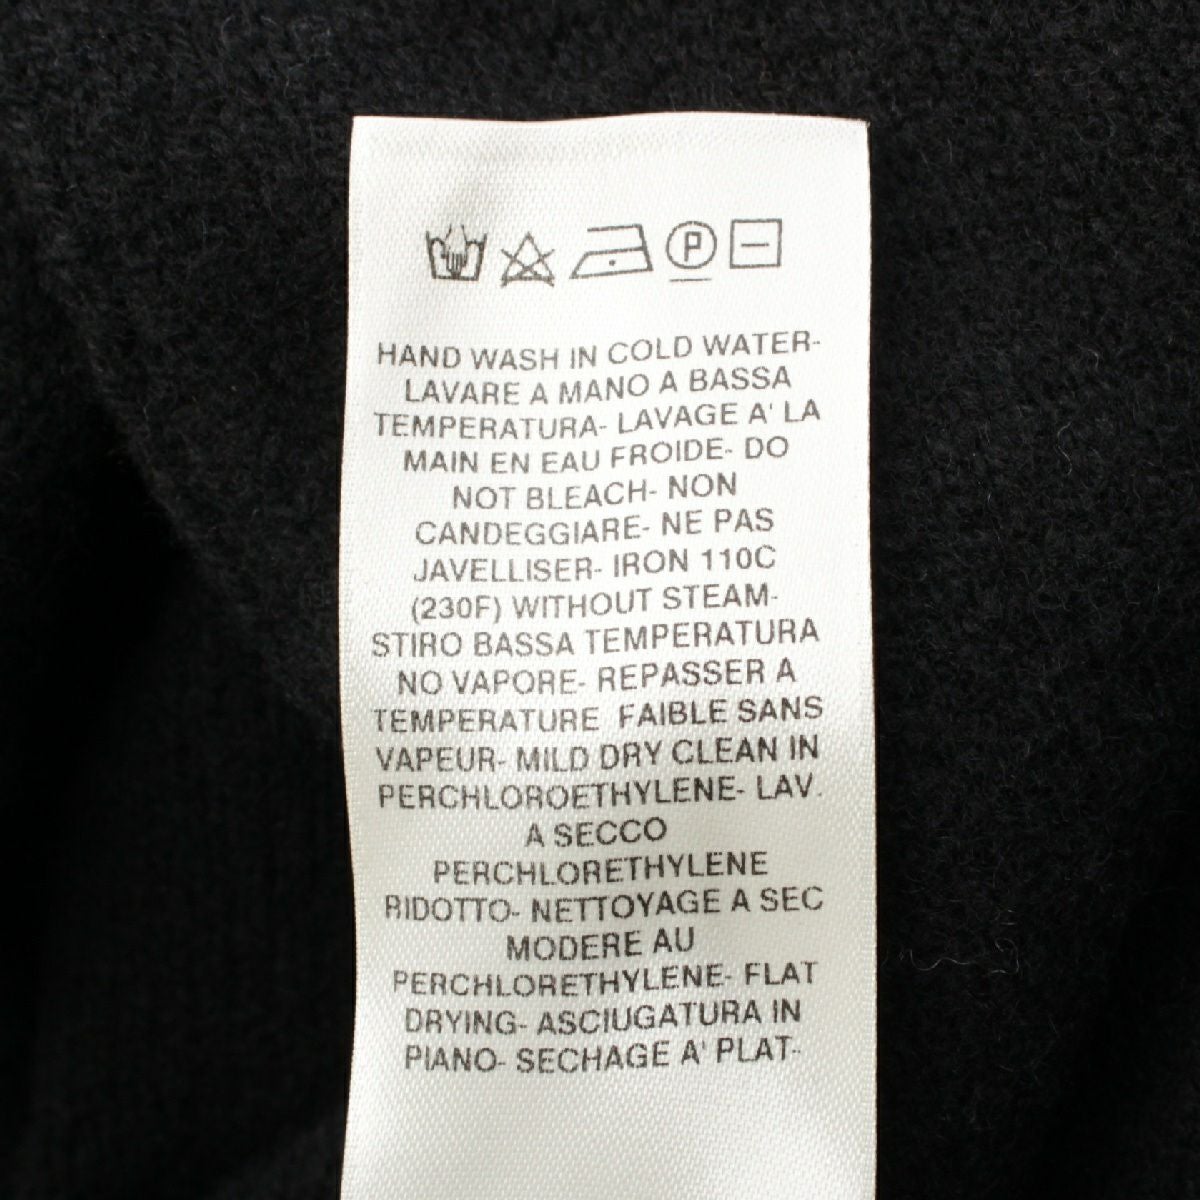 P
HAND WASH IN COLD WATER-
LAVARE A MANO A BASSA
TEMPERATURA- LAVAGE A' LA
MAIN EN EAU FROIDE- DO
NOT BLEACH- NON
CANDEGGIARE- NE PAS
JAVELLISER- IRON 110C
(230F) WITHOUT STEAM-
STIRO BASSA TEMPERATURA
NO VAPORE- REPASSER A
TEMPERATURE FAIBLE SANS
VAPEUR- MILD DRY CLEAN IN
PERCHLOROETHYLENE- LAV.
A SECCO
PERCHLORETHYLENE
RIDOTTO- NETTOYAGE A SEC
MODERE AU
PERCHLORETHYLENE- FLAT
DRYING- ASCIUGATURA IN
PIANO- SECHAGE A' PLAT-